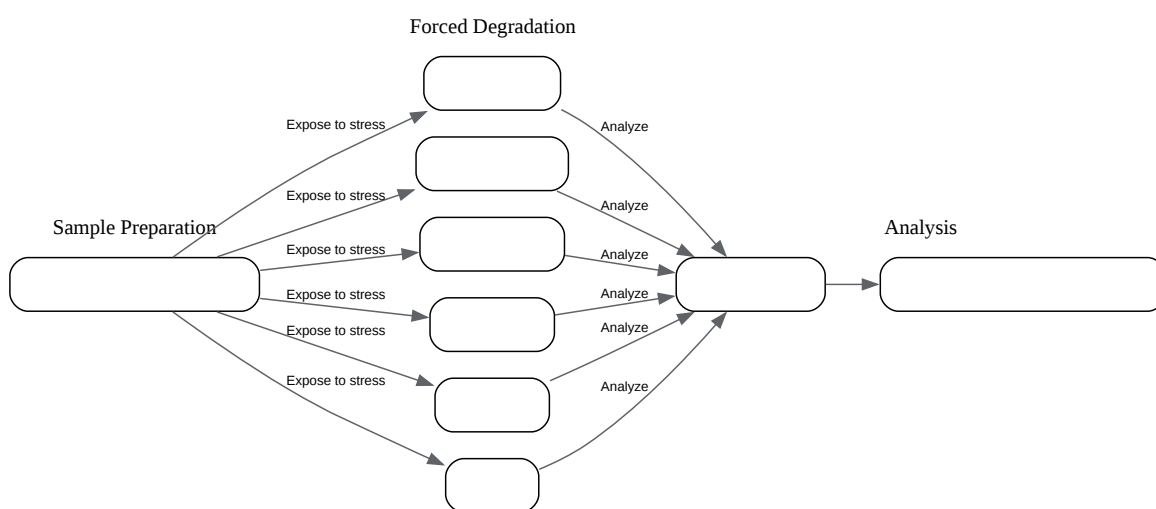 Forced Degradation
Expose to stress
Analyze
Expose to stress
Analyze
Sample Preparation
Analysis
Expose to stress
Analyze
Expose to stress
Analyze
Expose to stress
Analyze
Expose to stress
Analyze